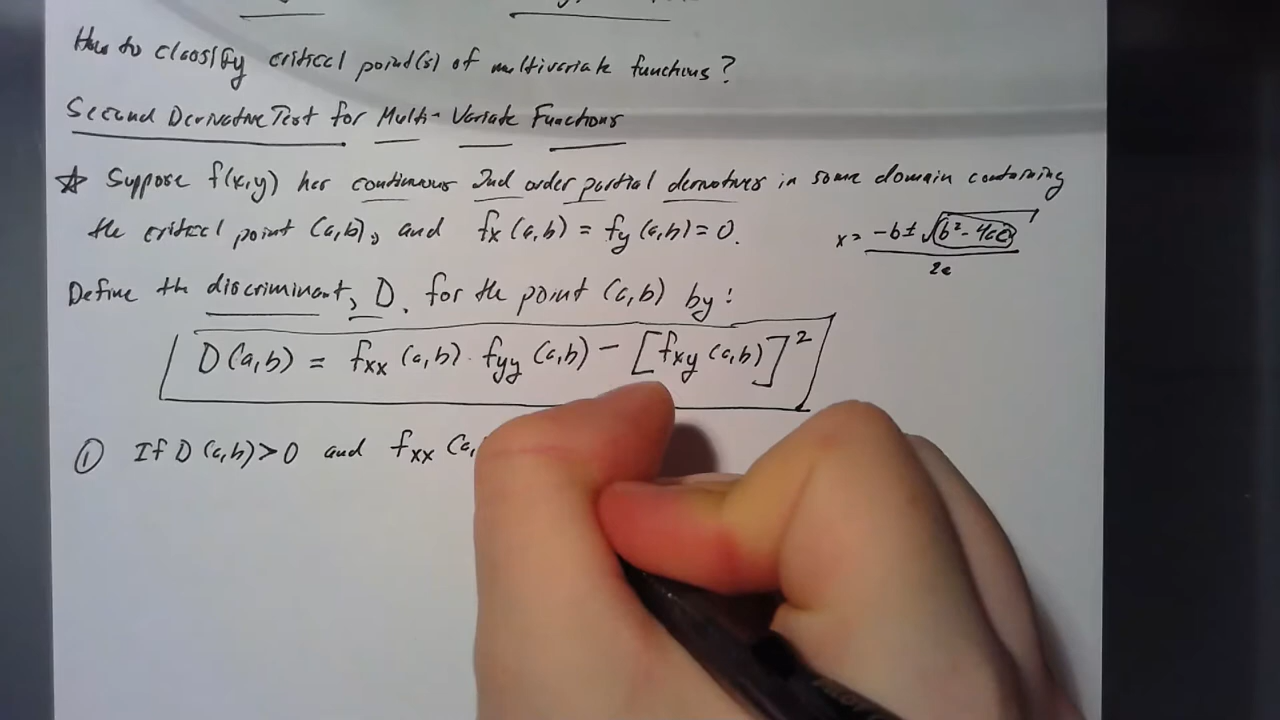 How to classify critical point(s) of multivariate functions?
Second Derivative Test for Multi-Variate Functions
☆ Suppose f(x,y) has continuous 2nd order partial derivatives in some domain containing
the critical point (a,b), and fx (a,b) = fy (a,b) = 0.
x = -b ± √b² - 4ac
2a
Define the discriminant, D, for the point (a,b) by:
D(a,b) = fxx (a,b) · fyy (a,b) - [fxy (a,b)]²
① If D(a,b) > 0 and fxx (a,